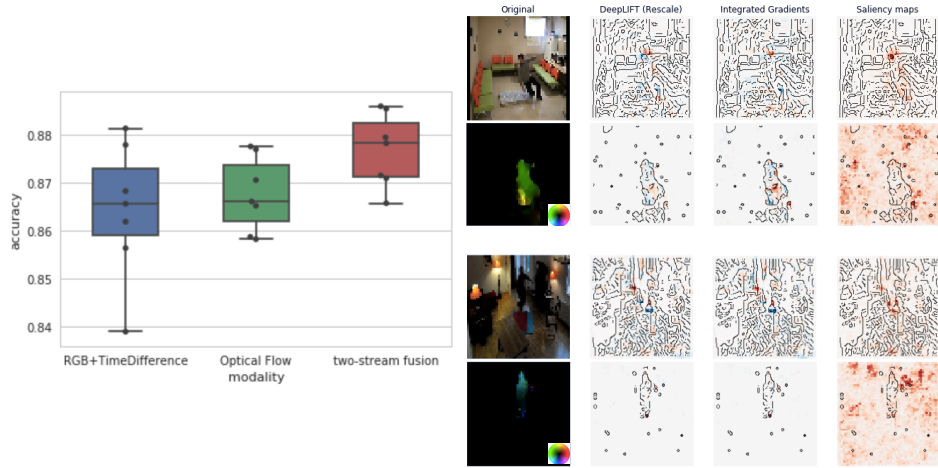 Original DeepLIFT (Rescale) Integrated Gradients Saliency maps
0.88
0.87
0.86
0.85
0.84
accuracy
RGB+TimeDifference Optical Flow two-stream fusion
modality